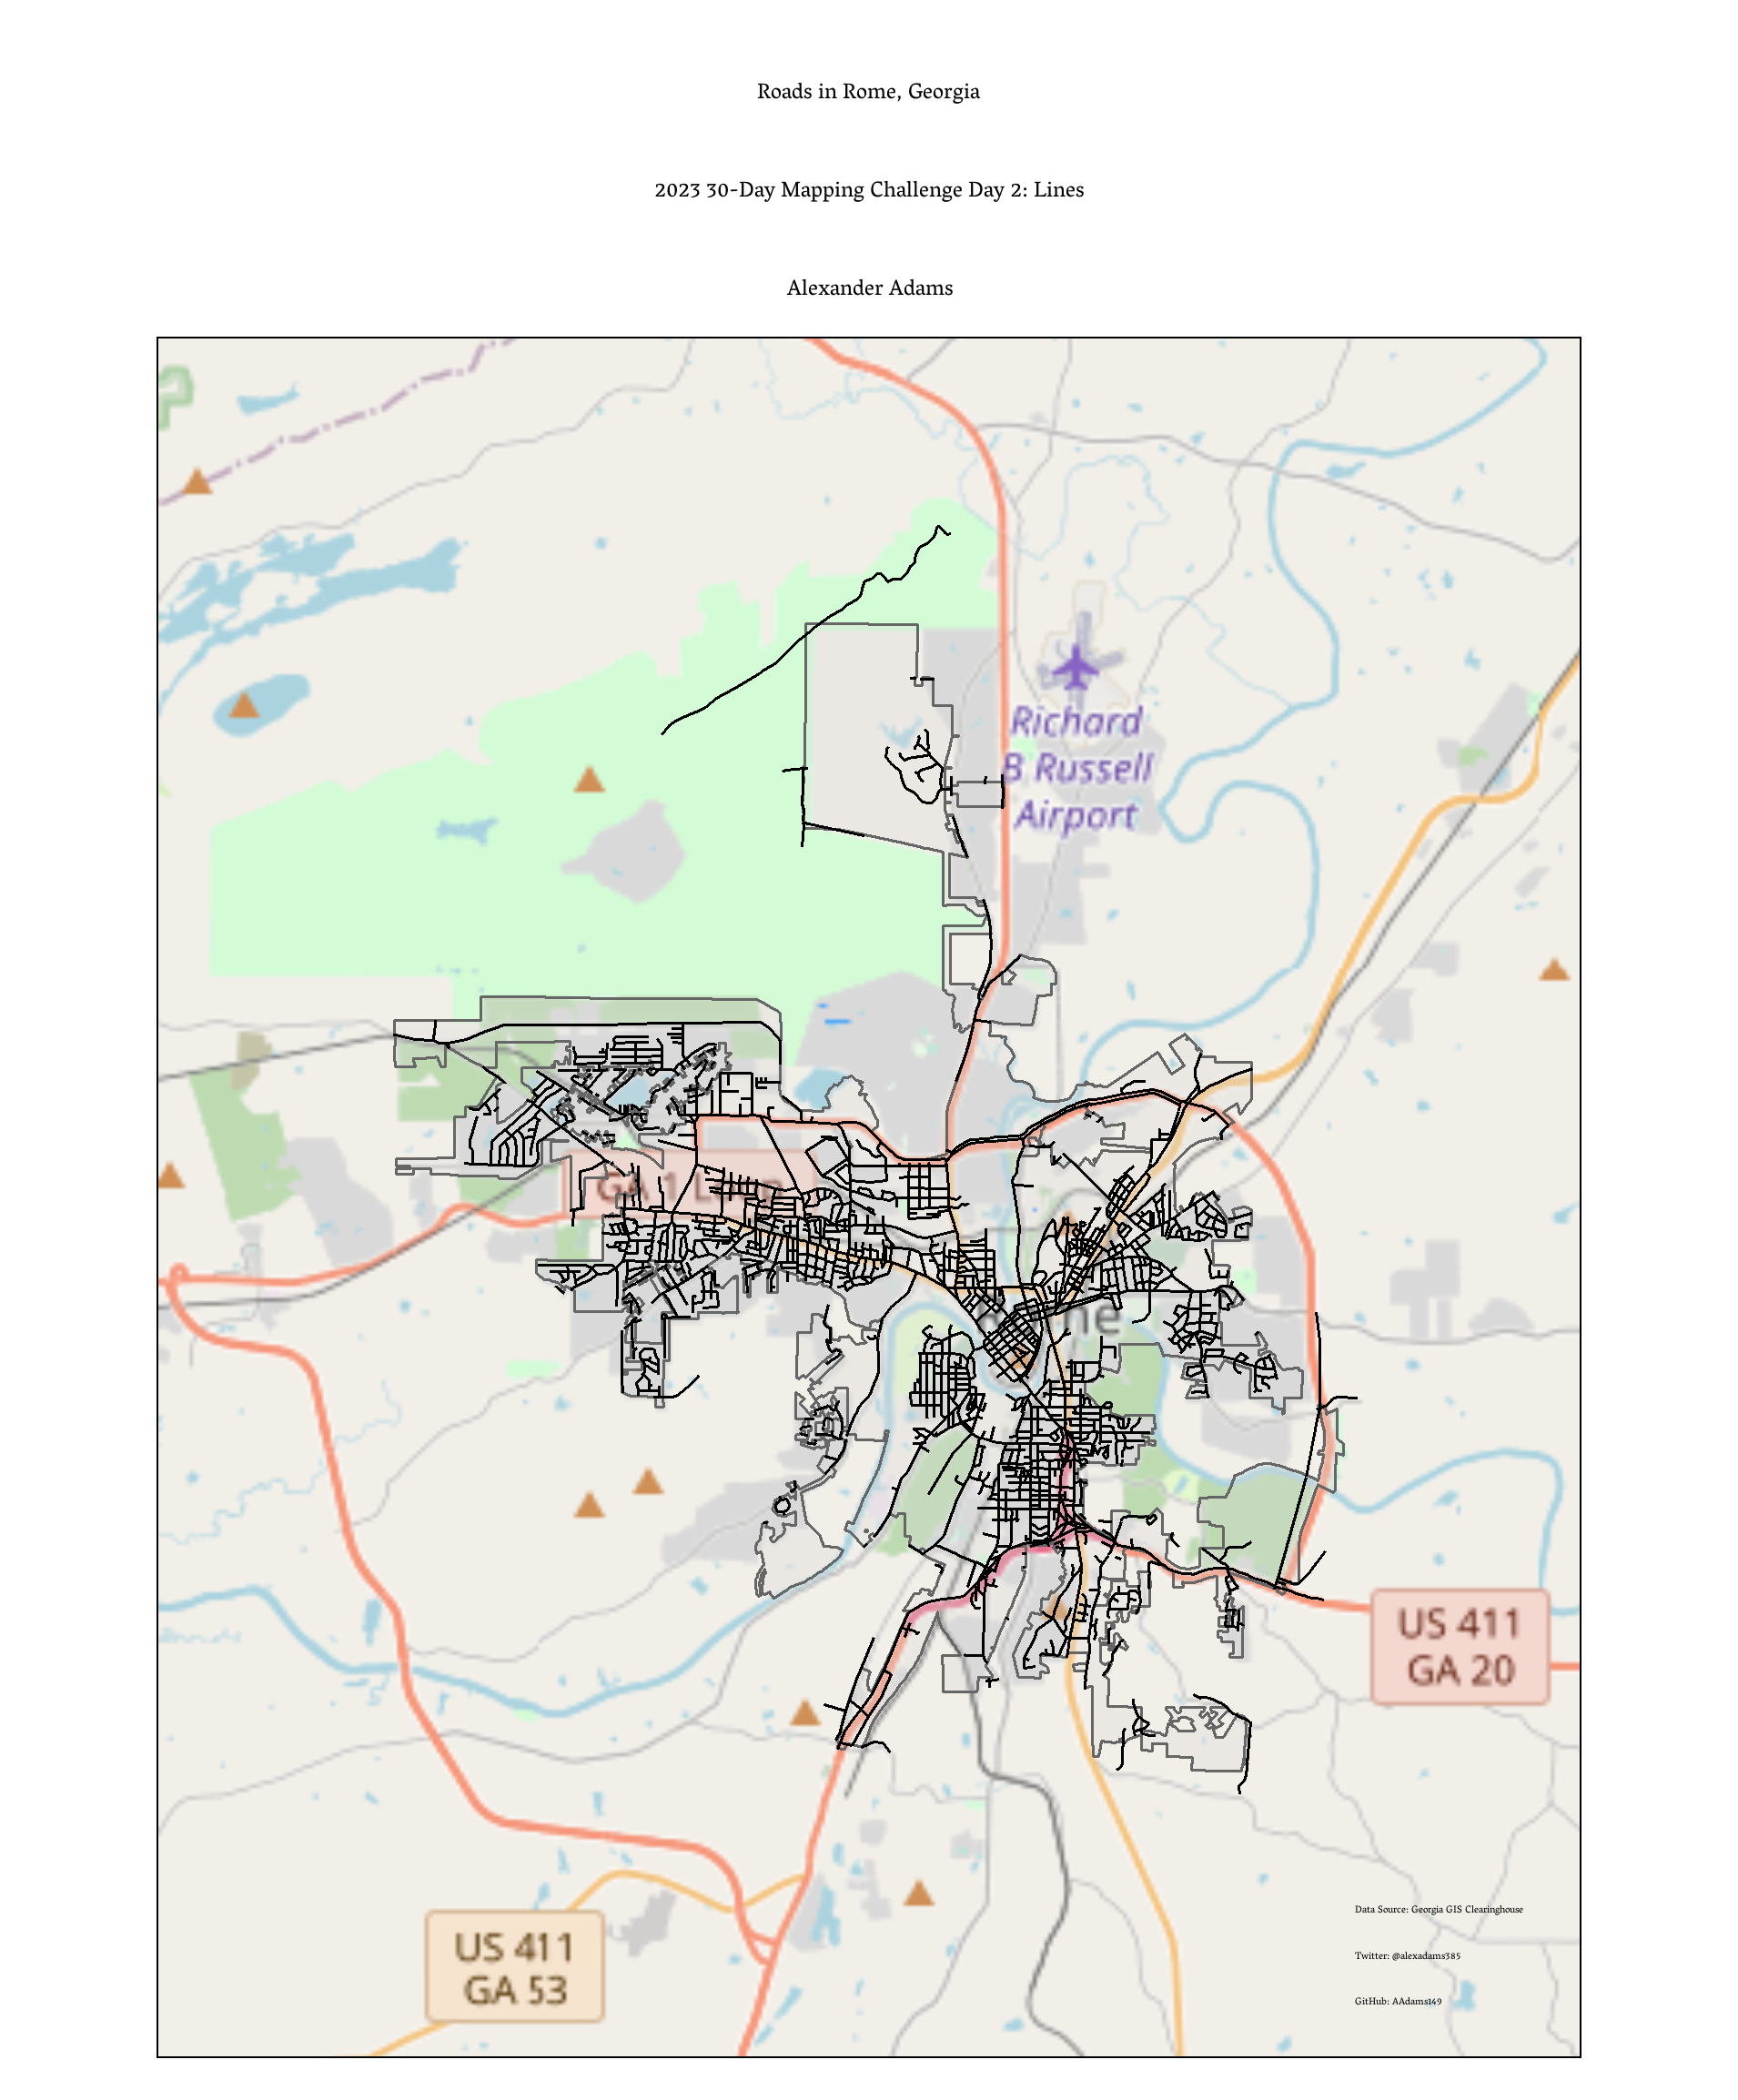 Roads in Rome, Georgia
2023 30-Day Mapping Challenge Day 2: Lines
Alexander Adams
Richard
B Russell
Airport
GA 1 Loop
US 411
GA 20
US 411
GA 53
Data Source: Georgia GIS Clearinghouse
Twitter: @alexadams385
GitHub: AAdams149